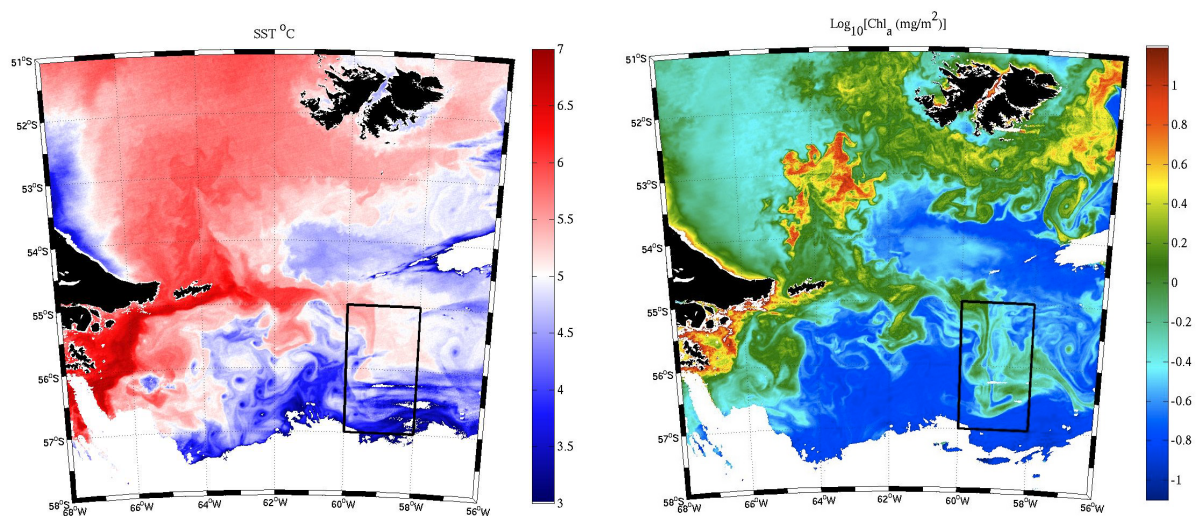 SST °C
51°S
52°S
53°S
54°S
55°S
56°S
57°S
58°S
68°W
66°W
64°W
62°W
60°W
58°W
56°W
7
6.5
6
5.5
5
4.5
4
3.5
3
Log10[Chl_a (mg/m²)]
51°S
52°S
53°S
54°S
55°S
56°S
57°S
58°S
68°W
66°W
64°W
62°W
60°W
58°W
56°W
1
0.8
0.6
0.4
0.2
0
-0.2
-0.4
-0.6
-0.8
-1